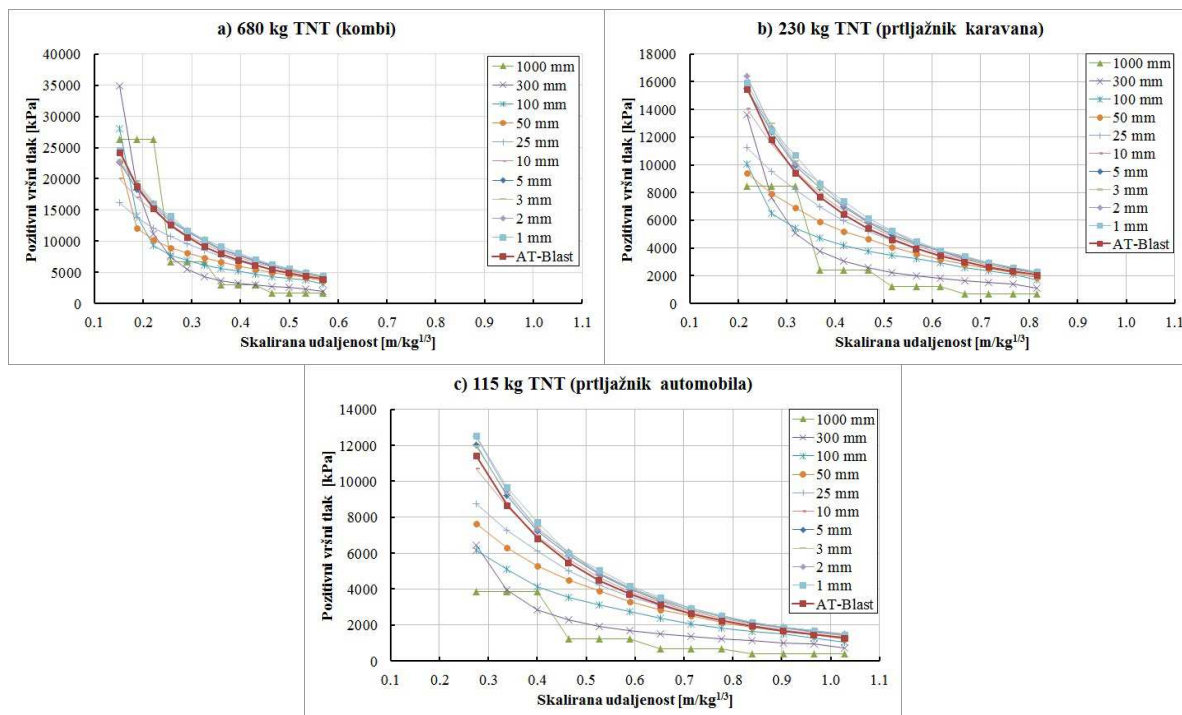 a) 680 kg TNT (kombi)
Pozitivni vršni tlak [kPa]
40000
35000
30000
25000
20000
15000
10000
5000
0
0.1 0.2 0.3 0.4 0.5 0.6 0.7 0.8 0.9 1.0 1.1
Skalirana udaljenost [m/kg1/3]
1000 mm
300 mm
100 mm
50 mm
25 mm
10 mm
5 mm
3 mm
2 mm
1 mm
AT-Blast
b) 230 kg TNT (prtljažnik karavana)
Pozitivni vršni tlak [kPa]
18000
16000
14000
12000
10000
8000
6000
4000
2000
0
0.1 0.2 0.3 0.4 0.5 0.6 0.7 0.8 0.9 1.0 1.1
Skalirana udaljenost [m/kg1/3]
1000 mm
300 mm
100 mm
50 mm
25 mm
10 mm
5 mm
3 mm
2 mm
1 mm
AT-Blast
c) 115 kg TNT (prtljažnik automobila)
Pozitivni vršni tlak [kPa]
14000
12000
10000
8000
6000
4000
2000
0
0.1 0.2 0.3 0.4 0.5 0.6 0.7 0.8 0.9 1.0 1.1
Skalirana udaljenost [m/kg1/3]
1000 mm
300 mm
100 mm
50 mm
25 mm
10 mm
5 mm
3 mm
2 mm
1 mm
AT-Blast